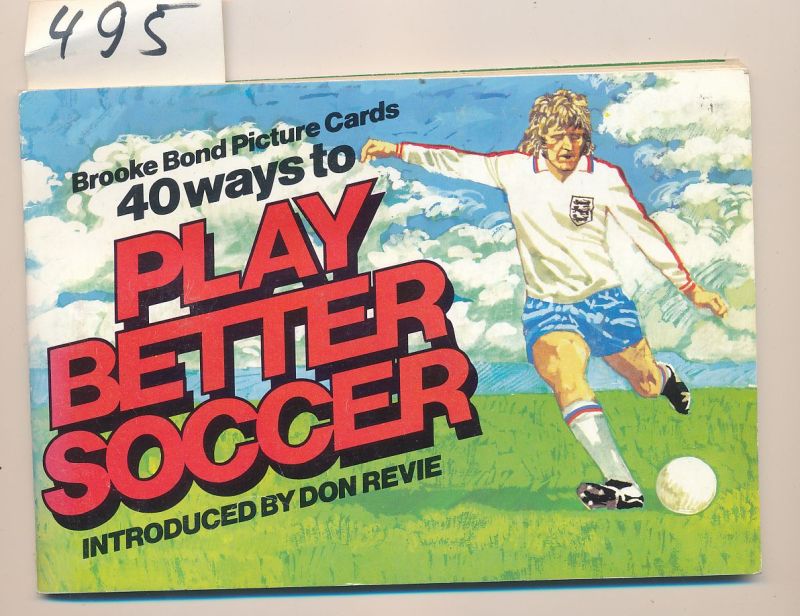 495
Brooke Bond Picture Cards
40 ways to
PLAY
BETTER
SOCCER
INTRODUCED BY DON REVIE